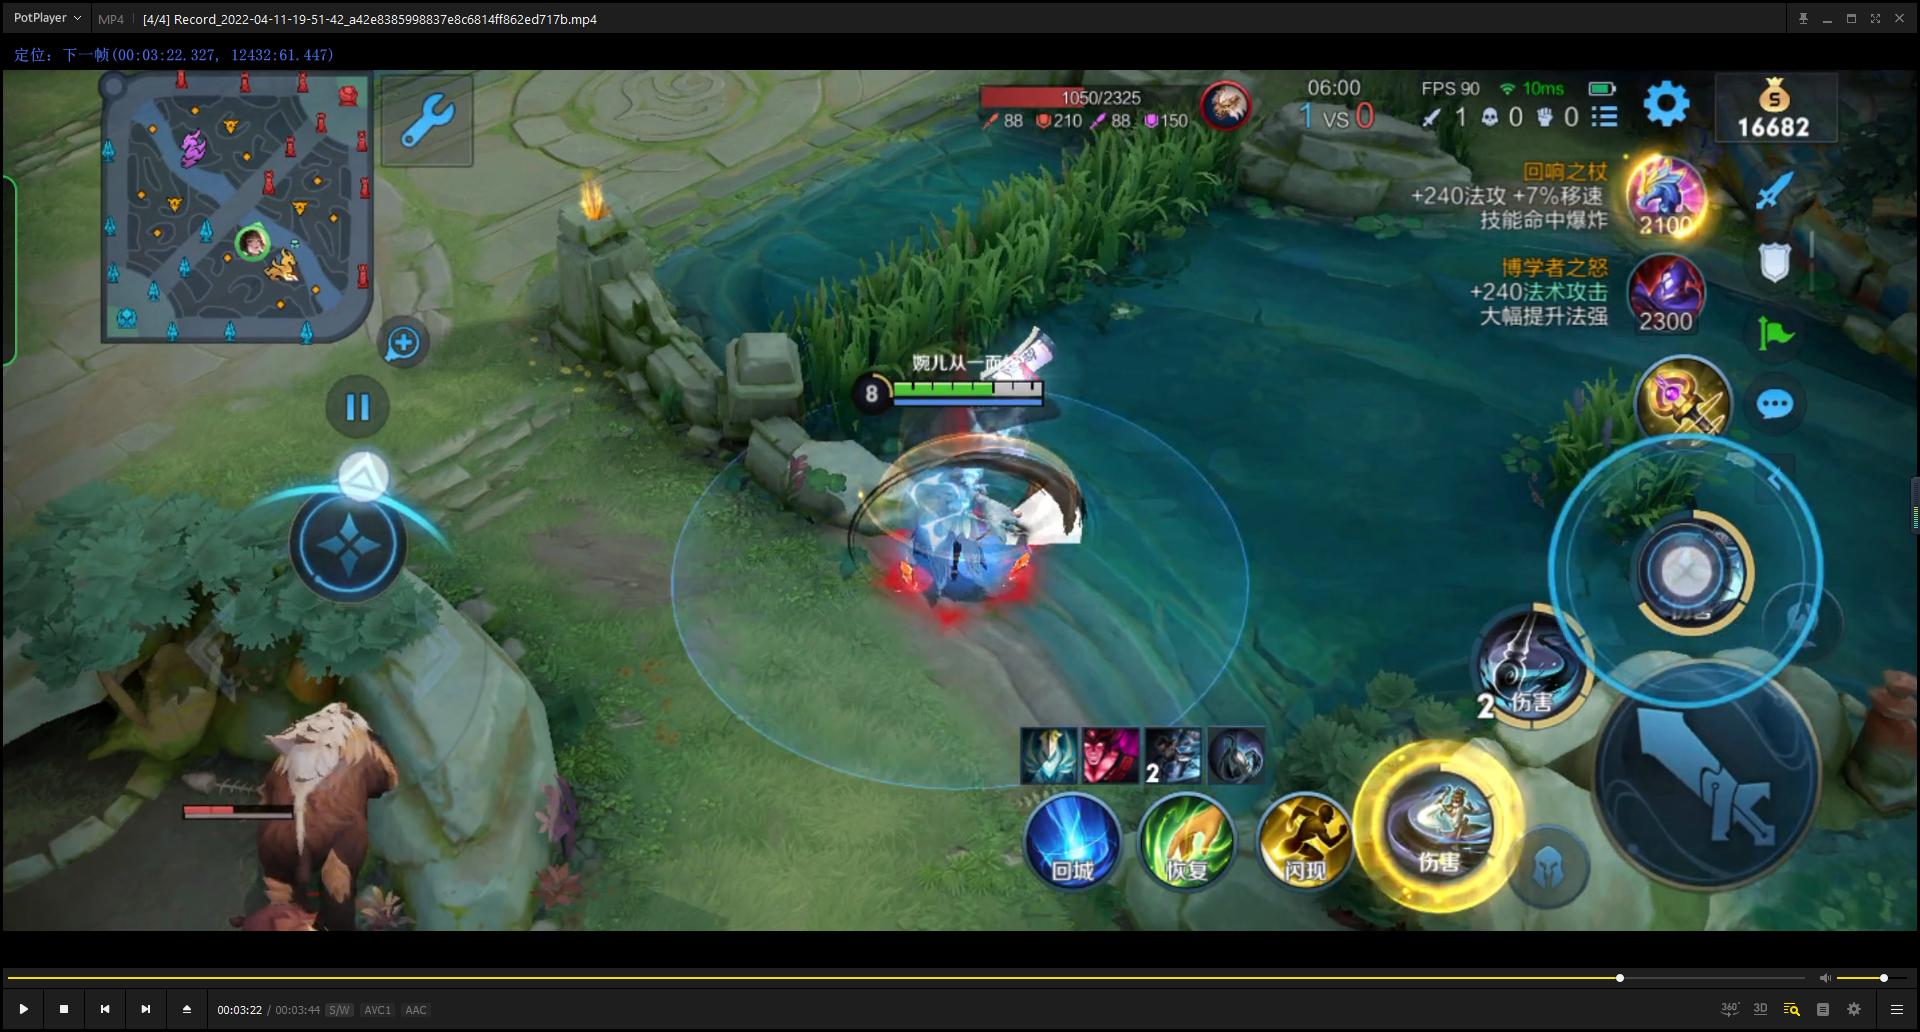 PotPlayer MP4 [4/4] Record_2022-04-11-19-51-42_a42e8385998837e8c6814ff862ed717b.mp4
定位：下一帧(00:03:22.327, 12432:61.447)
1050/2325
88 210 88 150
06:00
1 VS 0
FPS 90 10ms
1 0 0
16682
回响之杖
+240法攻 +7%移速
技能命中爆炸
2100
博学者之怒
+240法术攻击
大幅提升法强
2300
婉儿从一而
8
2 伤害
2
回城 恢复 闪现 伤害
00:03:22 / 00:03:44 S/W AVC1 AAC
360° 3D